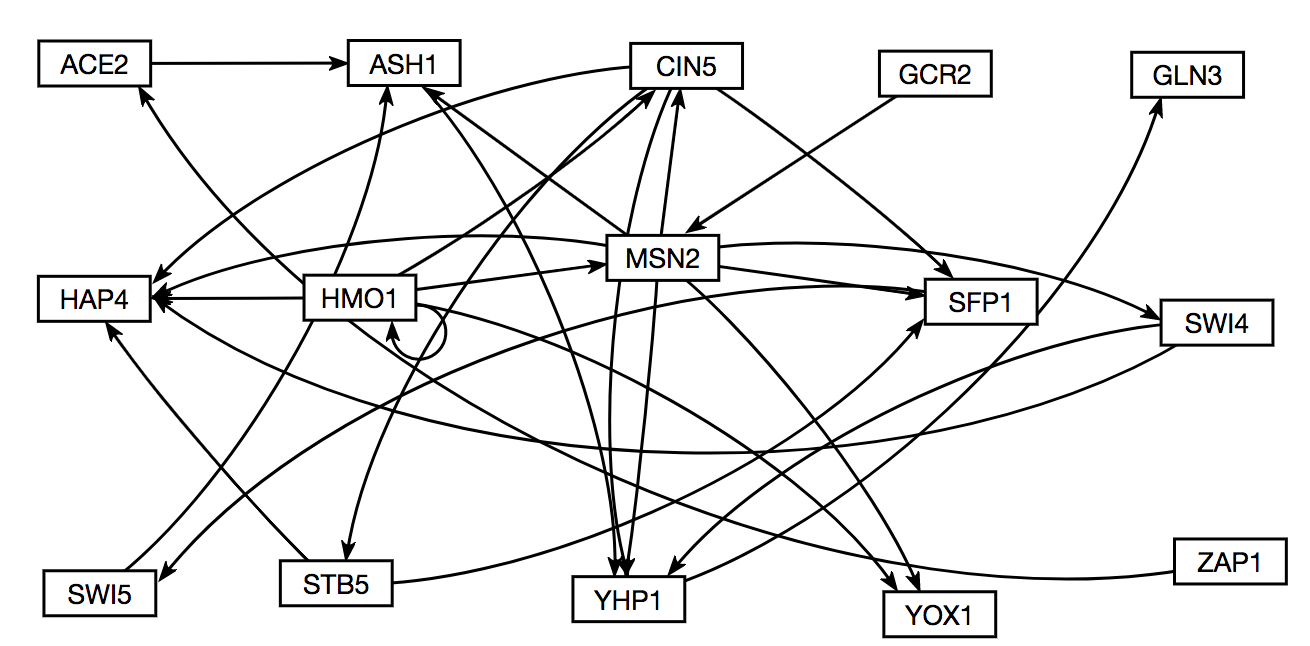 ACE2
ASH1
CIN5
GCR2
GLN3
HAP4
HMO1
MSN2
SFP1
SWI4
SWI5
STB5
YHP1
YOX1
ZAP1